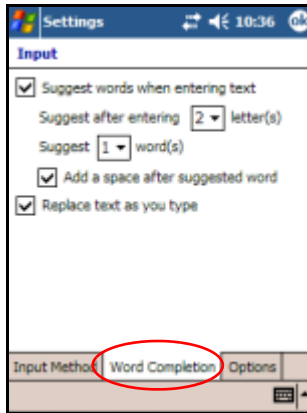 Settings 10:36 ok
Input
Suggest words when entering text
Suggest after entering 2 letter(s)
Suggest 1 word(s)
Add a space after suggested word
Replace text as you type
Input Method Word Completion Options